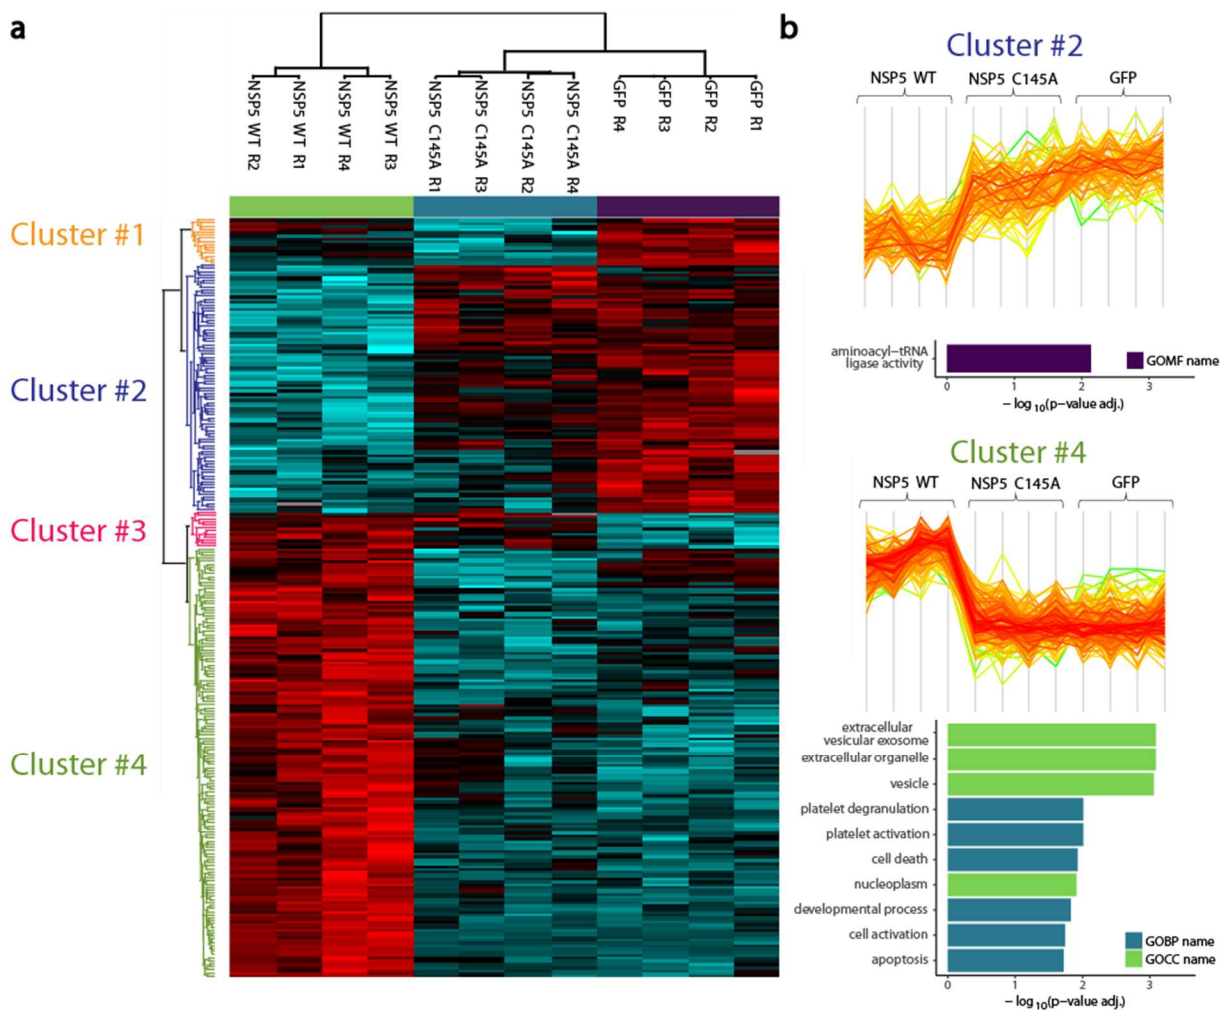 a
NSP5 WT R2
NSP5 WT R1
NSP5 WT R4
NSP5 WT R3
NSP5 C145A R1
NSP5 C145A R3
NSP5 C145A R2
NSP5 C145A R4
GFP R4
GFP R3
GFP R2
GFP R1
Cluster #1
Cluster #2
Cluster #3
Cluster #4
b
Cluster #2
NSP5 WT NSP5 C145A GFP
aminoacyl-tRNA
ligase activity
GOMF name
0 1 2 3
- log10(p-value adj.)
Cluster #4
NSP5 WT NSP5 C145A GFP
extracellular
vesicular exosome
extracellular organelle
vesicle
platelet degranulation
platelet activation
cell death
nucleoplasm
developmental process
cell activation
apoptosis
GOBP name
GOCC name
0 1 2 3
- log10(p-value adj.)